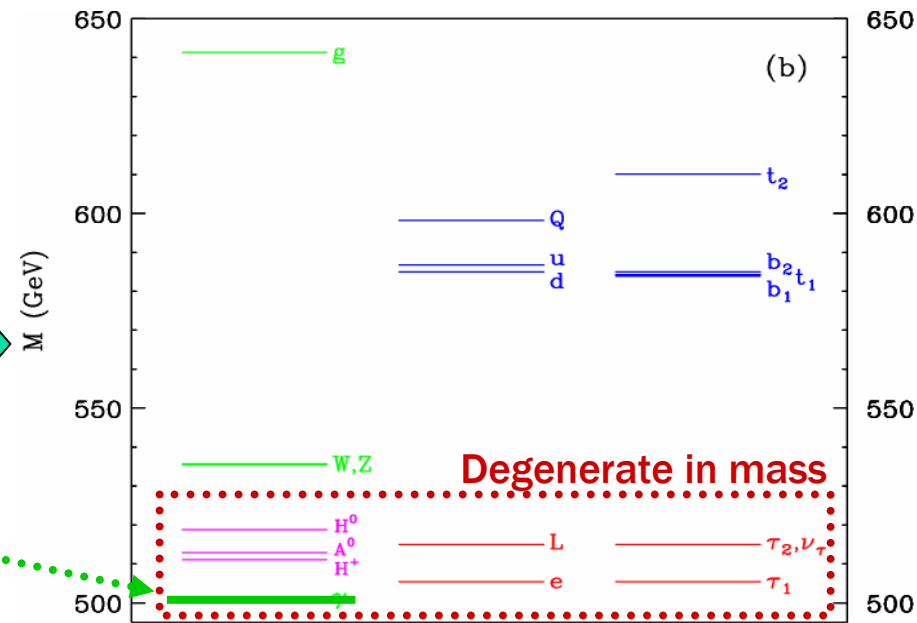 650
650
g
(b)
t₂
600
Q
600
u
b₂
t₁
d
b₁
M (GeV)
550
550
W,Z
Degenerate in mass
H⁰
L
τ₂,ν_τ
A⁰
H⁺
e
τ₁
500
500